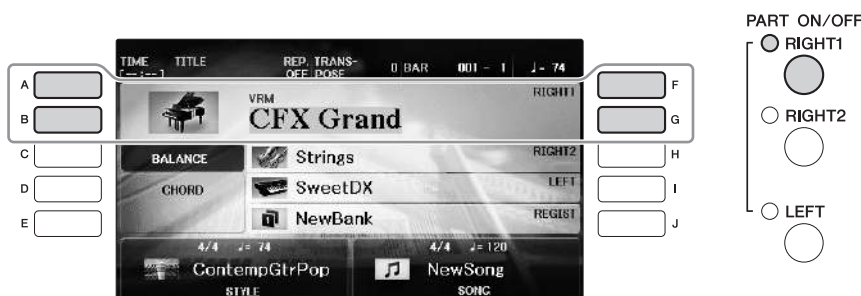 PART ON/OFF
RIGHT1
RIGHT2
LEFT
TIME TITLE REP. TRANS- 0 BAR 001 - 1 ♩= 74
[--:--] OFF POSE
A
B
C
D
E
F
G
H
I
J
RIGHT1
VRM
CFX Grand
BALANCE
CHORD
Strings
RIGHT2
SweetDX
LEFT
NewBank
REGIST
4/4 ♩= 74
ContempGtrPop
STYLE
4/4 ♩= 120
NewSong
SONG